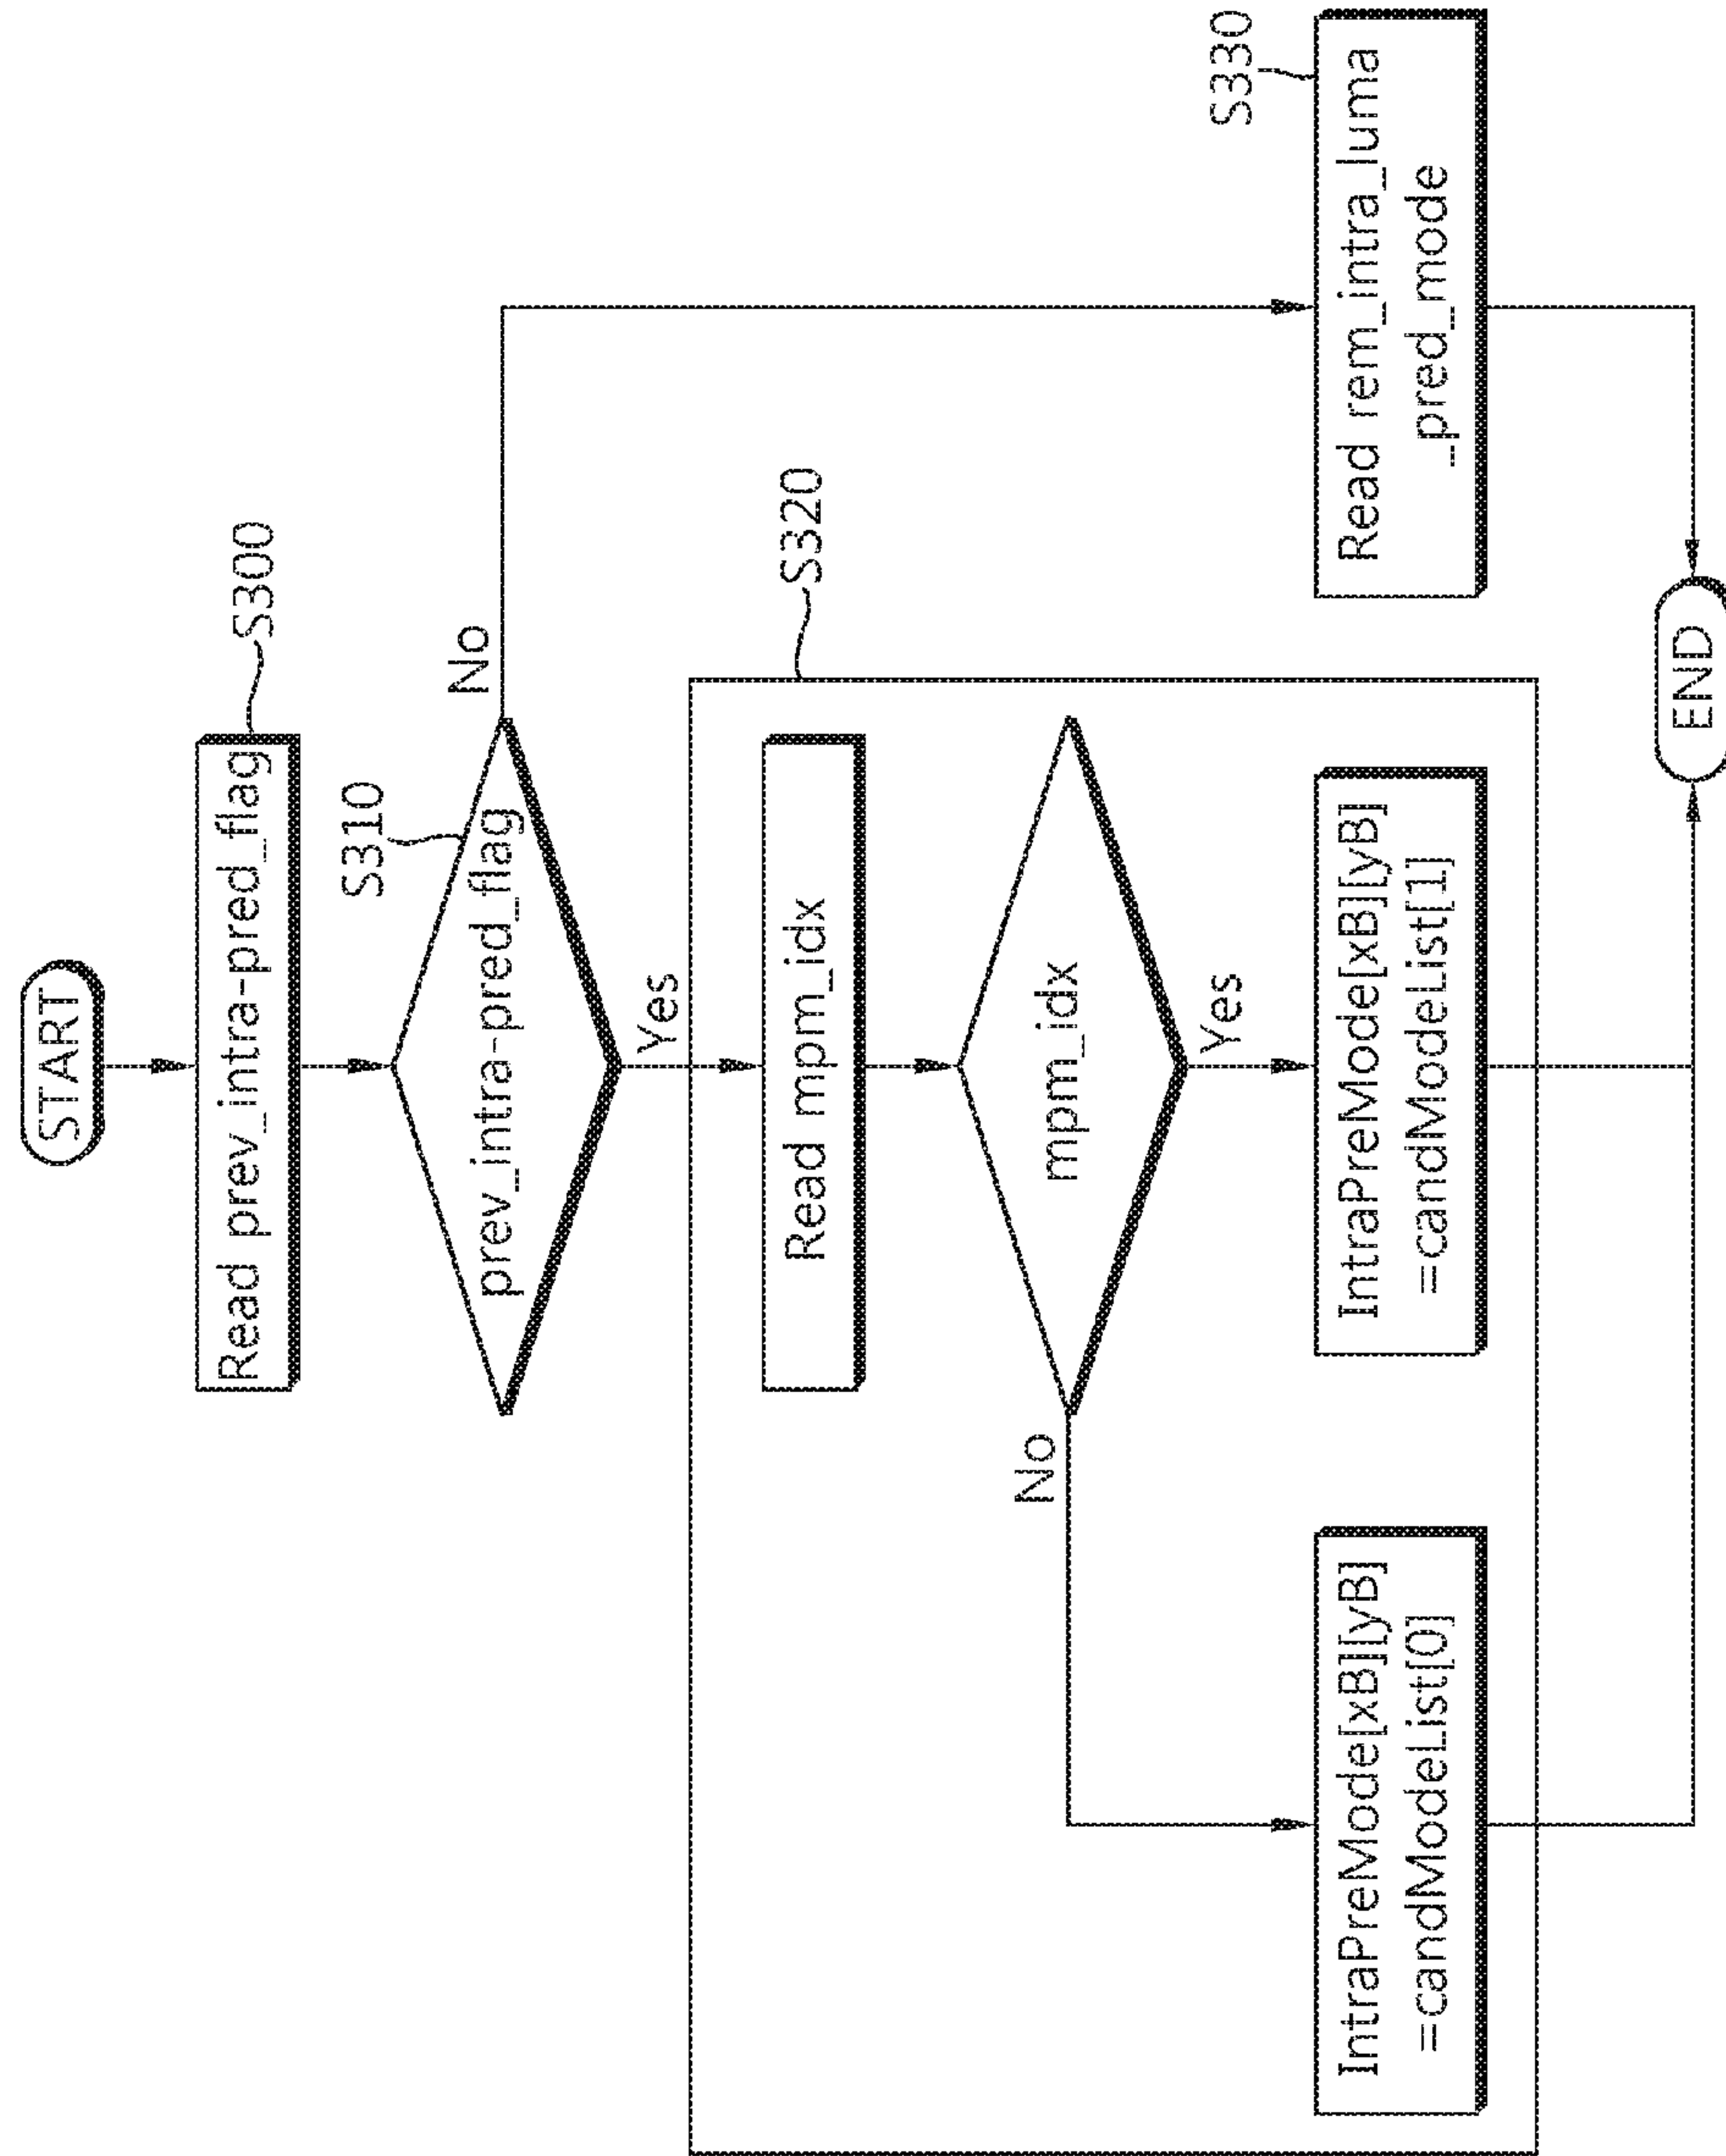 START
Read prev_intra-pred_flag
S300
S310
prev_intra-pred_flag
No
Yes
S320
Read mpm_idx
mpm_idx
No
Yes
IntraPreMode[xB][yB]
=candModeList[0]
IntraPreMode[xB][yB]
=candModeList[1]
S330
Read rem_intra_luma
_pred_mode
END